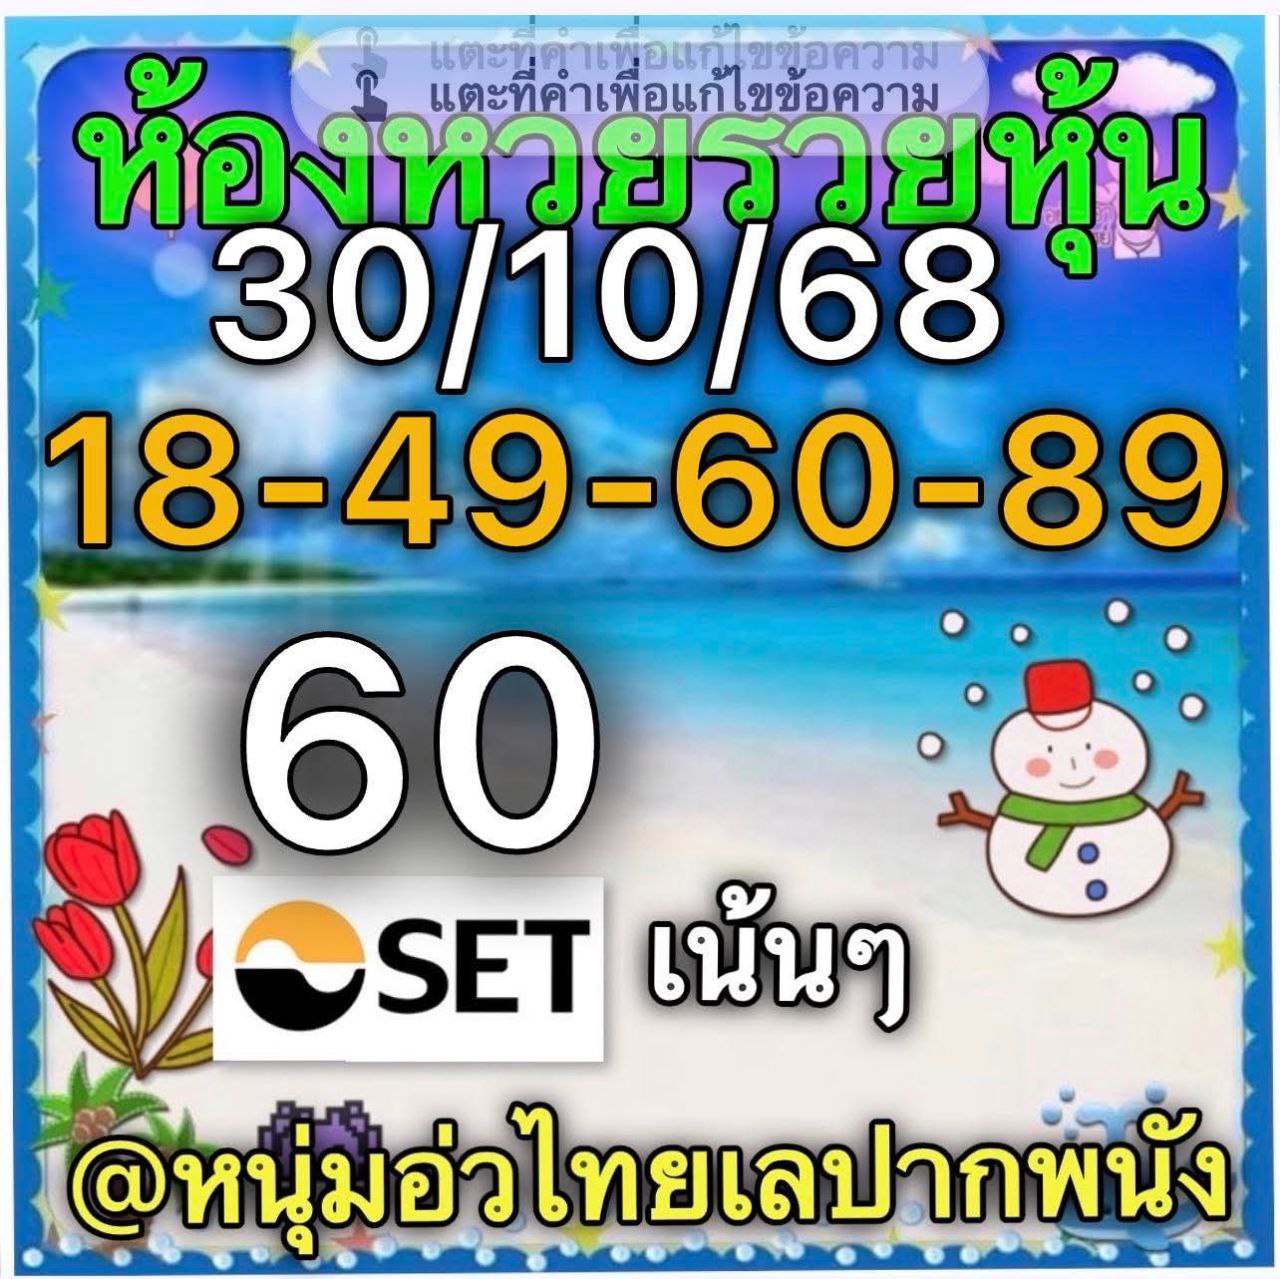 แตะที่คำเพื่อแก้ไขข้อความ
แตะที่คำเพื่อแก้ไขข้อความ
ห้องหวยรวยหุ้น
30/10/68
18-49-60-89
60
SET เน้นๆ
@หนุ่มอ่วไทยเลปากพนัง